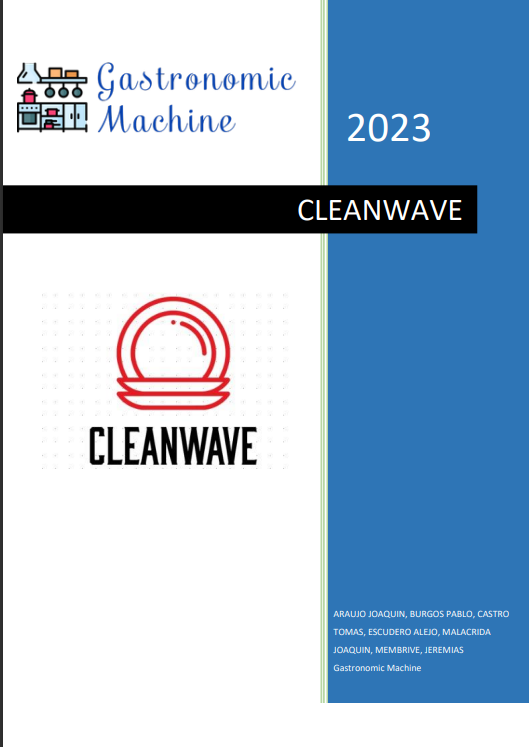 Gastronomic
Machine
2023
CLEANWAVE
CLEANWAVE
ARAUJO JOAQUIN, BURGOS PABLO, CASTRO
TOMAS, ESCUDERO ALEJO, MALACRIDA
JOAQUIN, MEMBRIVE, JEREMIAS
Gastronomic Machine